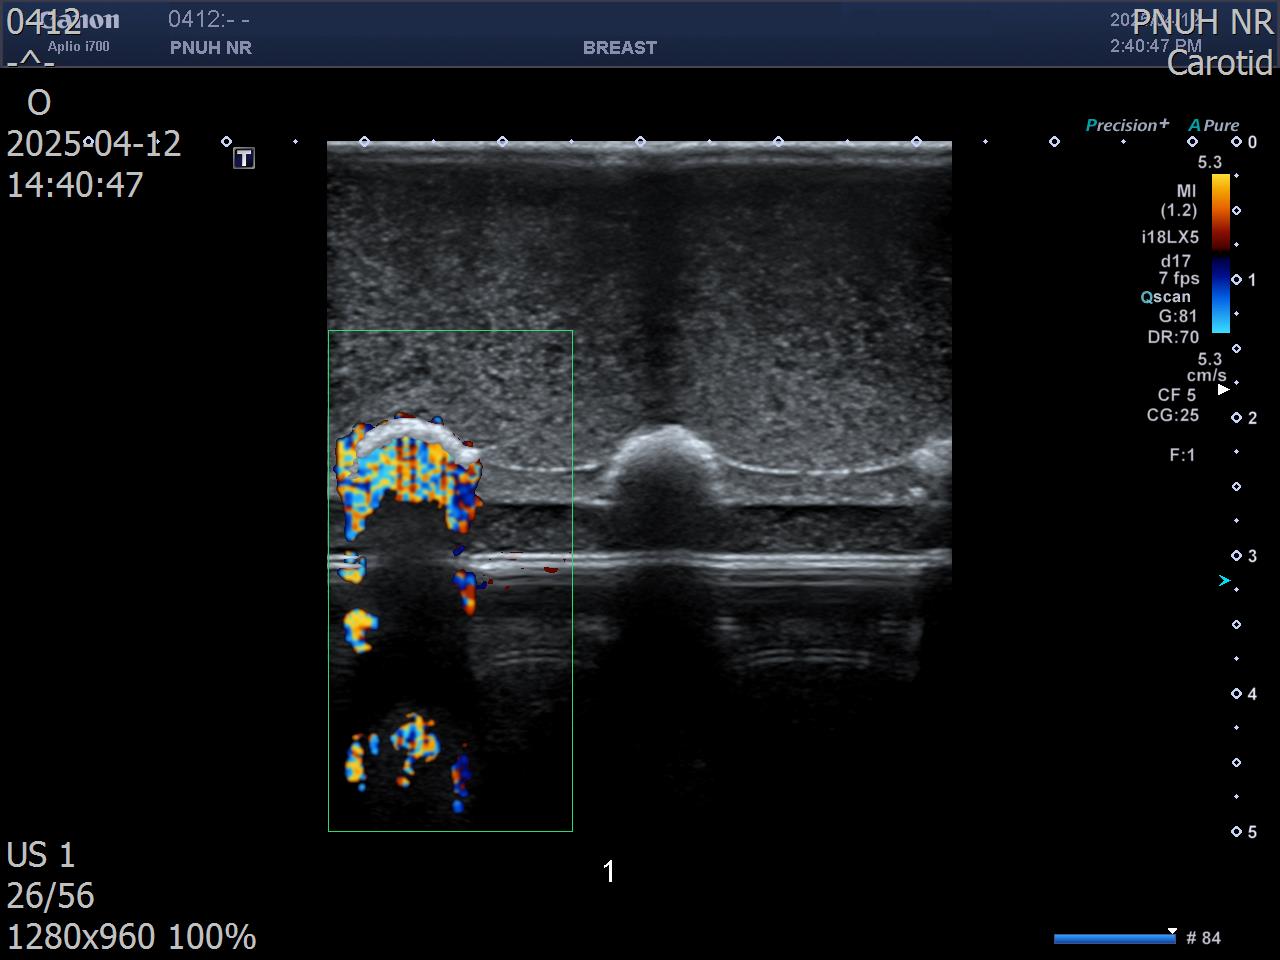 0412
Canon
0412:- -
PNUH NR
Aplio i700
PNUH NR
BREAST
2:40:47 PM
-^-
Carotid
O
2025-04-12
14:40:47
T
Precision+ A Pure
0
5.3
MI
(1.2)
i18LX5
d17
7 fps
Qscan
G:81
DR:70
1
5.3
cm/s
CF 5
CG:25
2
F:1
3
4
5
US 1
26/56
1280x960 100%
1
# 84